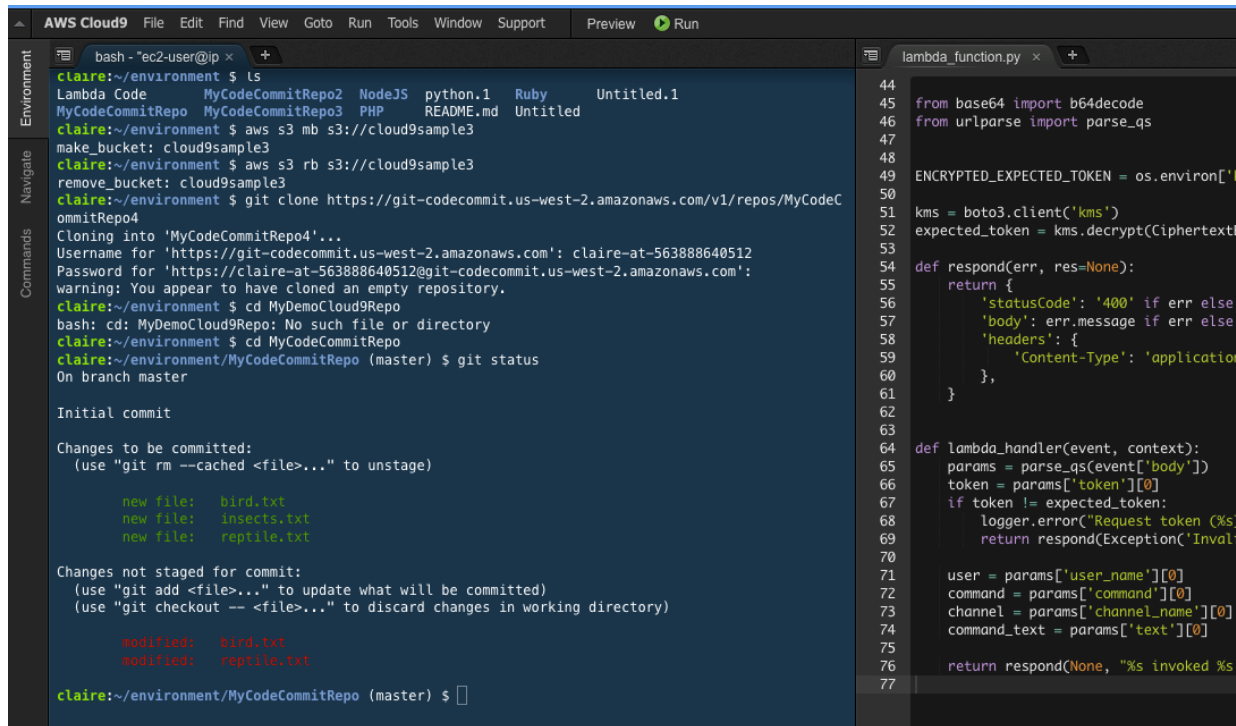 AWS Cloud9 File Edit Find View Goto Run Tools Window Support Preview Run
Environment
Navigate
Commands
bash - "ec2-user@ip × +
claire:~/environment $ ls
Lambda Code MyCodeCommitRepo2 NodeJS python.1 Ruby Untitled.1
MyCodeCommitRepo MyCodeCommitRepo3 PHP README.md Untitled
claire:~/environment $ aws s3 mb s3://cloud9sample3
make_bucket: cloud9sample3
claire:~/environment $ aws s3 rb s3://cloud9sample3
remove_bucket: cloud9sample3
claire:~/environment $ git clone https://git-codecommit.us-west-2.amazonaws.com/v1/repos/MyCodeC
ommitRepo4
Cloning into 'MyCodeCommitRepo4'...
Username for 'https://git-codecommit.us-west-2.amazonaws.com': claire-at-563888640512
Password for 'https://claire-at-563888640512@git-codecommit.us-west-2.amazonaws.com':
warning: You appear to have cloned an empty repository.
claire:~/environment $ cd MyDemoCloud9Repo
bash: cd: MyDemoCloud9Repo: No such file or directory
claire:~/environment $ cd MyCodeCommitRepo
claire:~/environment/MyCodeCommitRepo (master) $ git status
On branch master
Initial commit
Changes to be committed:
(use "git rm --cached <file>..." to unstage)
new file: bird.txt
new file: insects.txt
new file: reptile.txt
Changes not staged for commit:
(use "git add <file>..." to update what will be committed)
(use "git checkout -- <file>..." to discard changes in working directory)
modified: bird.txt
modified: reptile.txt
claire:~/environment/MyCodeCommitRepo (master) $
lambda_function.py × +
44
45 from base64 import b64decode
46 from urlparse import parse_qs
47
48
49 ENCRYPTED_EXPECTED_TOKEN = os.environ['
50
51 kms = boto3.client('kms')
52 expected_token = kms.decrypt(Ciphertext
53
54 def respond(err, res=None):
55 return {
56 'statusCode': '400' if err else
57 'body': err.message if err else
58 'headers': {
59 'Content-Type': 'application
60 },
61 }
62
63
64 def lambda_handler(event, context):
65 params = parse_qs(event['body'])
66 token = params['token'][0]
67 if token != expected_token:
68 logger.error("Request token (%s)
69 return respond(Exception('Invali
70
71 user = params['user_name'][0]
72 command = params['command'][0]
73 channel = params['channel_name'][0]
74 command_text = params['text'][0]
75
76 return respond(None, "%s invoked %s
77